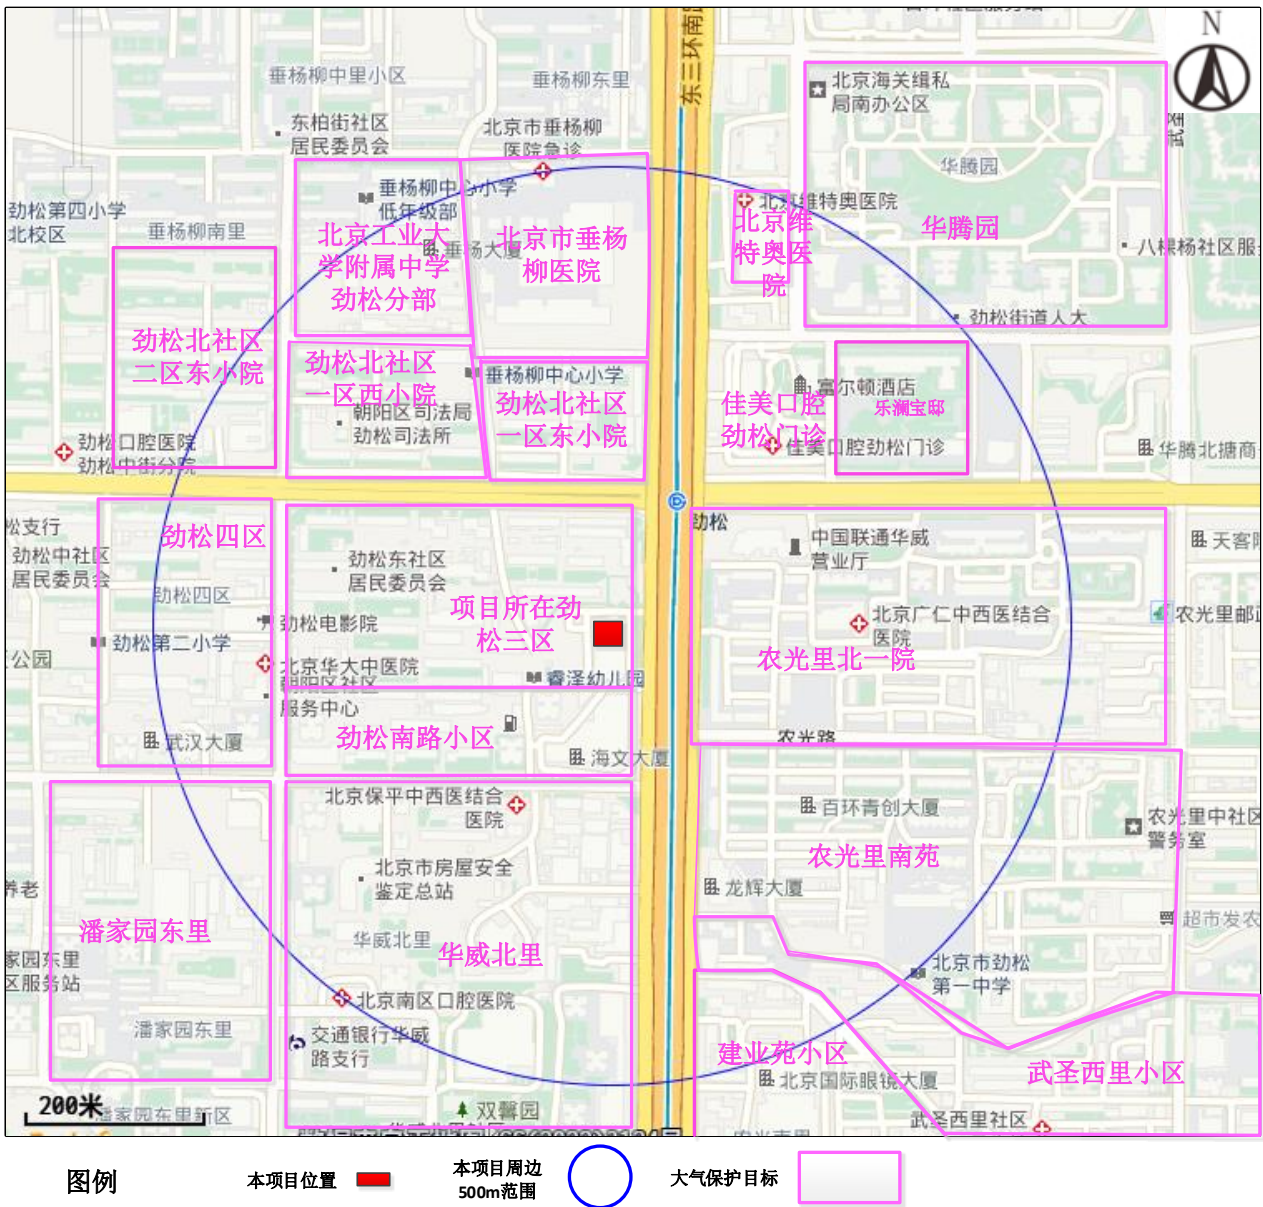 N
东三环南路
垂杨柳中里小区
垂杨柳东里
北京海关缉私
局南办公区
东柏街社区
居民委员会
北京市垂杨柳
医院急诊
华腾园
垂杨柳中心小学
低年级部
北京维特奥医院
劲松第四小学
北校区
垂杨柳南里
北京工业大
学附属中学
劲松分部
垂杨大厦
北京市垂杨
柳医院
北京维
特奥医
院
华腾园
八棵杨社区服
劲松街道人大
劲松北社区
二区东小院
劲松北社区
一区西小院
垂杨柳中心小学
劲松北社区
一区东小院
朝阳区司法局
劲松司法所
富尔顿酒店
乐澜宝邸
佳美口腔
劲松门诊
佳美口腔劲松门诊
劲松口腔医院
劲松中街分院
华腾北搪商
劲松
松支行
劲松中社区
居民委员会
劲松四区
劲松四区
劲松东社区
居民委员会
中国联通华威
营业厅
天客隆
项目所在劲
松三区
劲松电影院
劲松第二小学
北京广仁中西医结合
医院
农光里邮政
公园
北京华大中医院
朝阳区社区
服务中心
睿泽幼儿园
农光里北一院
武汉大厦
劲松南路小区
海文大厦
农光路
北京保平中西医结合
医院
百环青创大厦
农光里中社区
警务室
农光里南苑
北京市房屋安全
鉴定总站
龙辉大厦
养老
超市发农
潘家园东里
华威北里
华威北里
家园东里
区服务站
北京市劲松
第一中学
北京南区口腔医院
潘家园东里
交通银行华威
路支行
建业苑小区
北京国际眼镜大厦
武圣西里小区
200米
潘家园东里新区
双馨园
武圣西里社区
图例
本项目位置
本项目周边
500m范围
大气保护目标